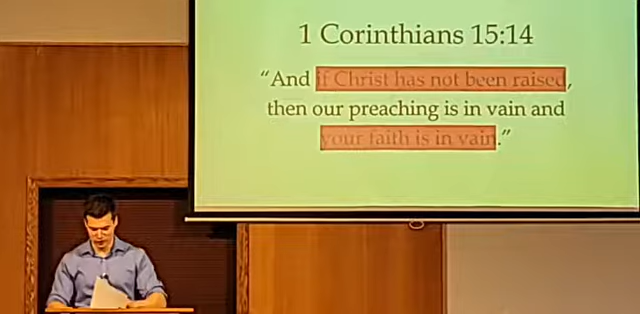 1 Corinthians 15:14
“And if Christ has not been raised,
then our preaching is in vain and
your faith is in vain.”